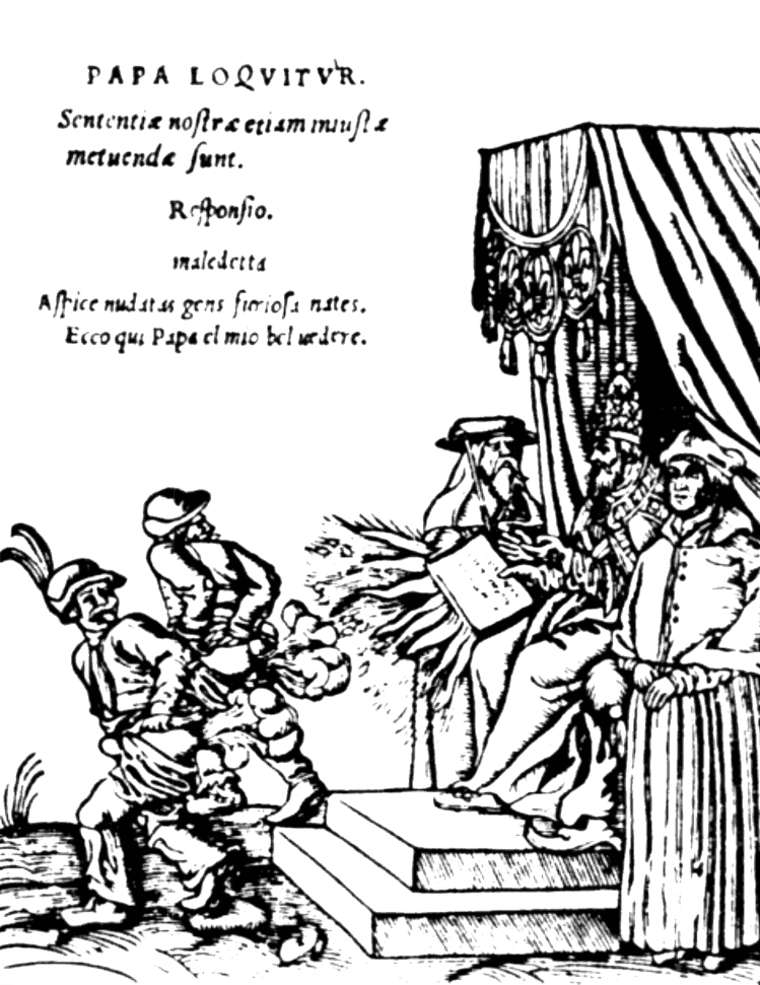 PAPA LOQVITVR.
Sententiæ noſtræ etiam iniuſtæ
metuendæ ſunt.
Reſponſio.
maledetta
Aſpice nudatas gens furioſa nates.
Ecco qui Papa el mio bel uedere.